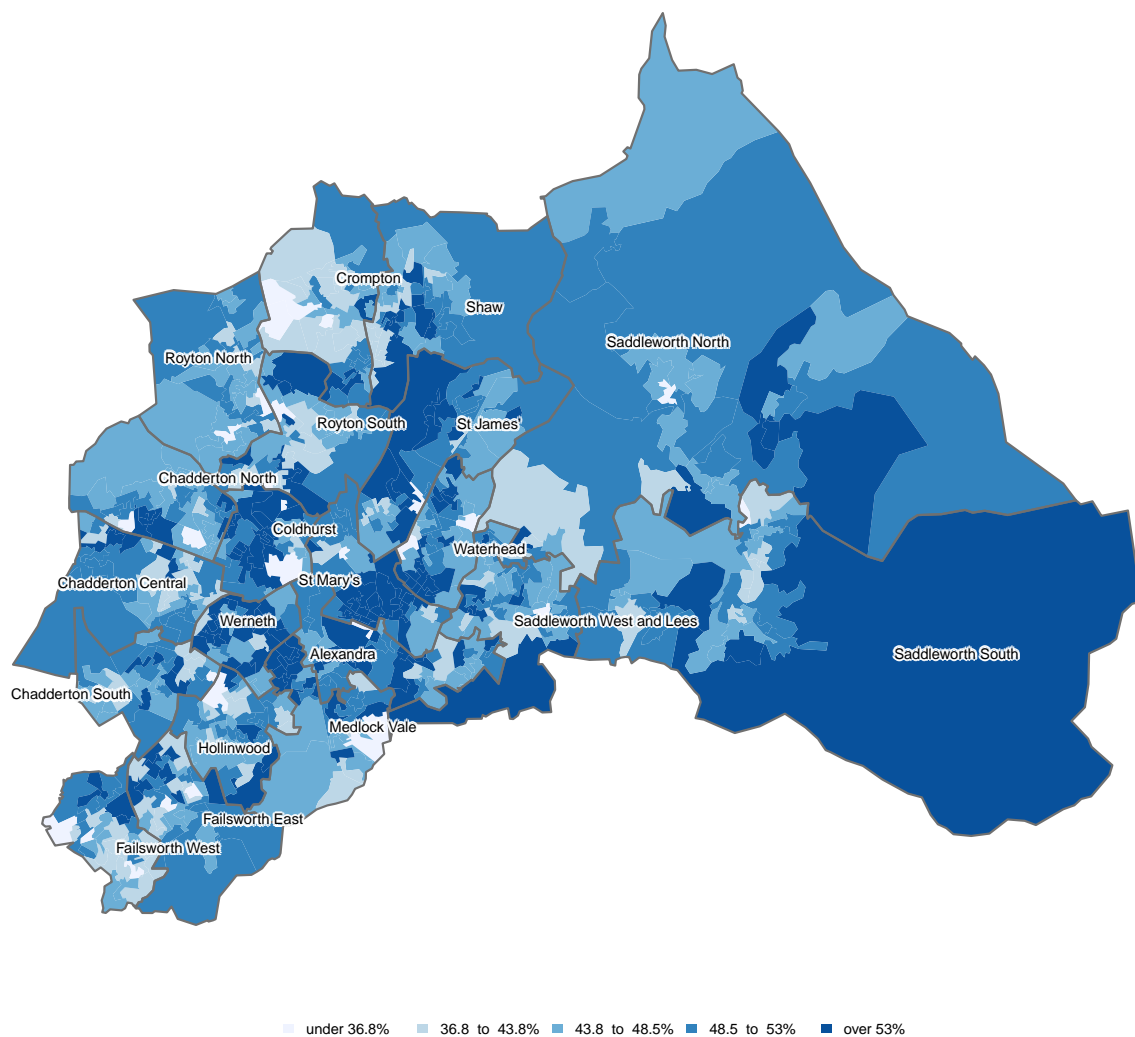 Crompton
Shaw
Saddleworth North
Royton North
Royton South
St James'
Chadderton North
Coldhurst
Waterhead
St Mary's
Chadderton Central
Werneth
Saddleworth West and Lees
Alexandra
Saddleworth South
Chadderton South
Medlock Vale
Hollinwood
Failsworth East
Failsworth West
under 36.8% 36.8 to 43.8% 43.8 to 48.5% 48.5 to 53% over 53%